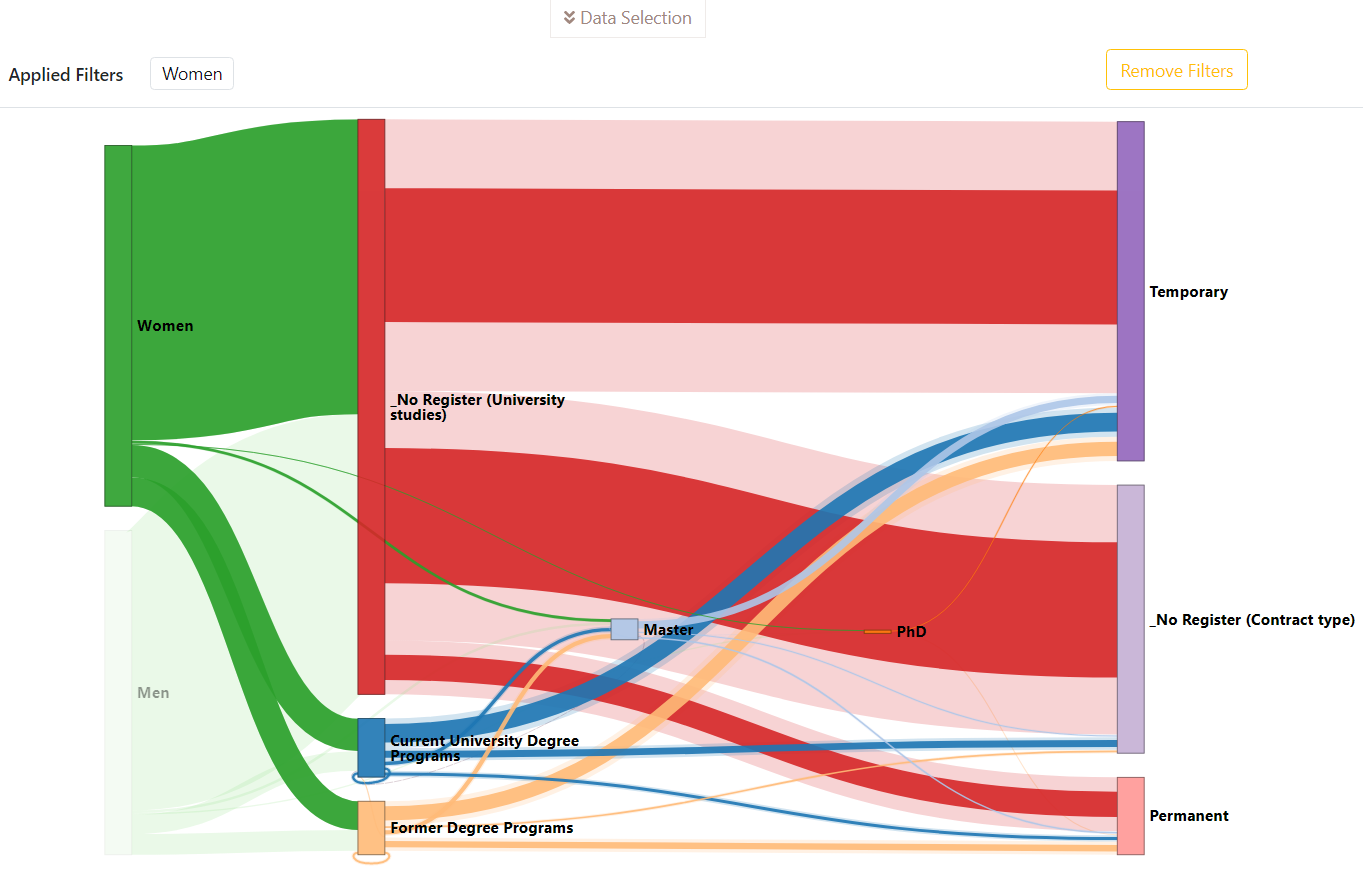 Data Selection
Applied Filters
Women
Remove Filters
Women
Men
_No Register (University
studies)
Current University Degree
Programs
Former Degree Programs
Master
PhD
Temporary
_No Register (Contract type)
Permanent